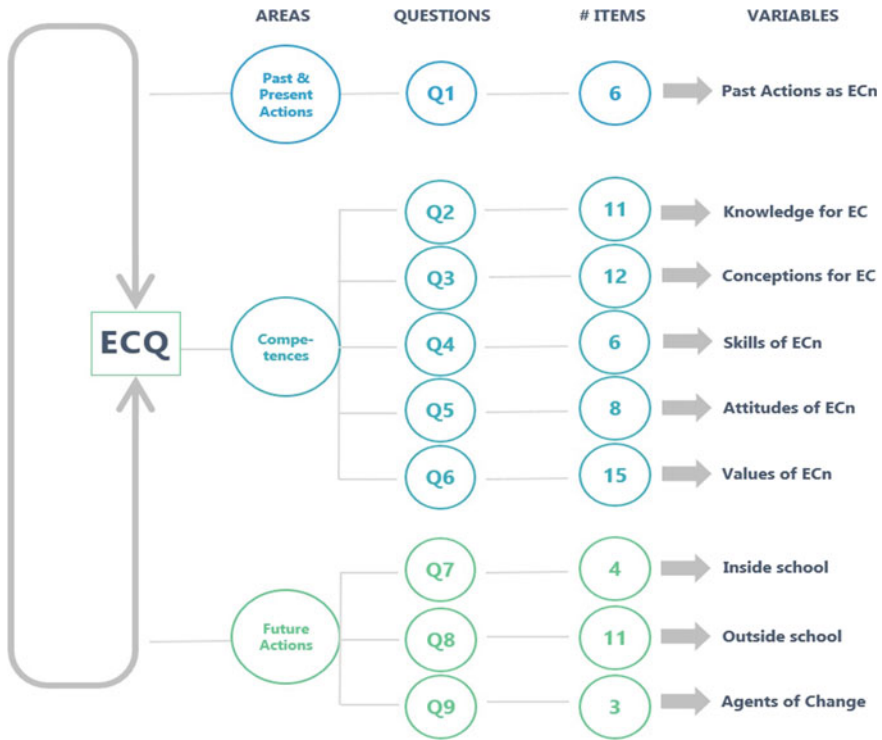 AREAS QUESTIONS # ITEMS VARIABLES
Past &
Present
Actions
Q1 6 Past Actions as ECn
Q2 11 Knowledge for EC
Q3 12 Conceptions for EC
ECQ
Compe-
tences
Q4 6 Skills of ECn
Q5 8 Attitudes of ECn
Q6 15 Values of ECn
Q7 4 Inside school
Future
Actions
Q8 11 Outside school
Q9 3 Agents of Change